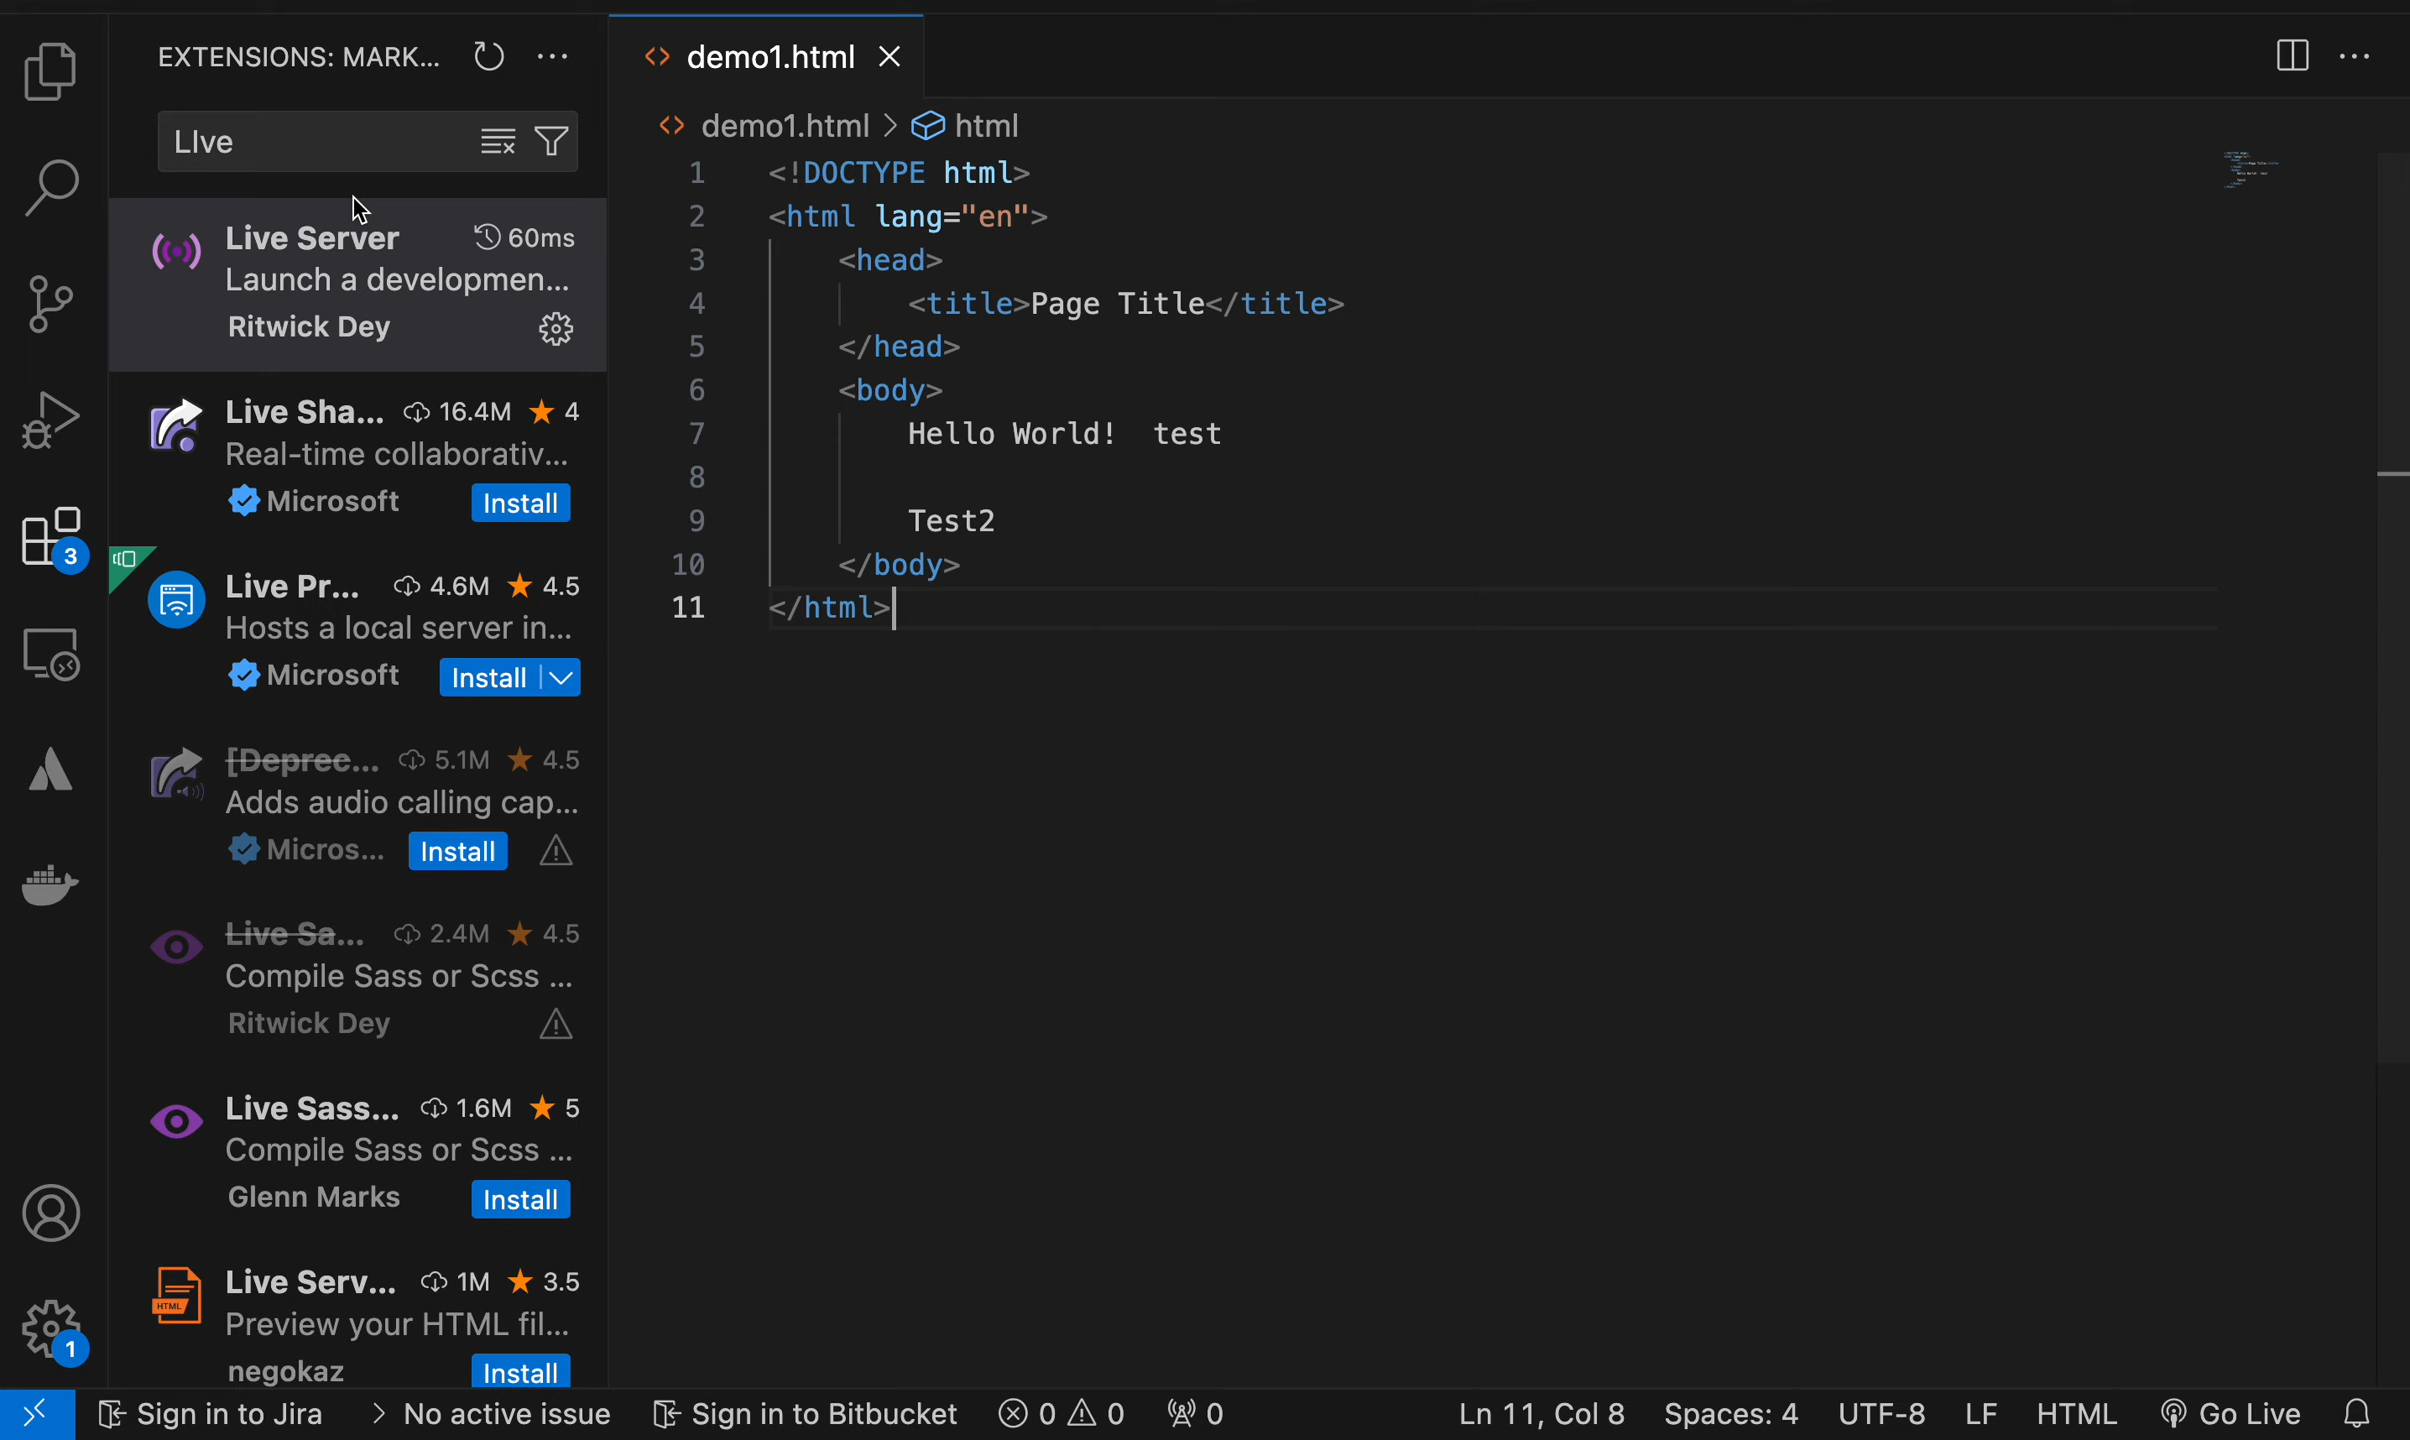 EXTENSIONS: MARK...
LIve
Live Server 60ms
Launch a developmen...
Ritwick Dey
Live Sha... 16.4M 4
Real-time collaborativ...
Microsoft Install
Live Pr... 4.6M 4.5
Hosts a local server in...
Microsoft Install
[Deprec... 5.1M 4.5
Adds audio calling cap...
Micros... Install
Live Sa... 2.4M 4.5
Compile Sass or Scss ...
Ritwick Dey
Live Sass... 1.6M 5
Compile Sass or Scss ...
Glenn Marks Install
HTML
Live Serv... 1M 3.5
Preview your HTML fil...
negokaz Install
3
1
demo1.html
demo1.html > html
1 <!DOCTYPE html>
2 <html lang="en">
3 <head>
4 <title>Page Title</title>
5 </head>
6 <body>
7 Hello World!  test
8
9 Test2
10 </body>
11 </html>
Sign in to Jira > No active issue Sign in to Bitbucket 0 0 0 Ln 11, Col 8 Spaces: 4 UTF-8 LF HTML Go Live